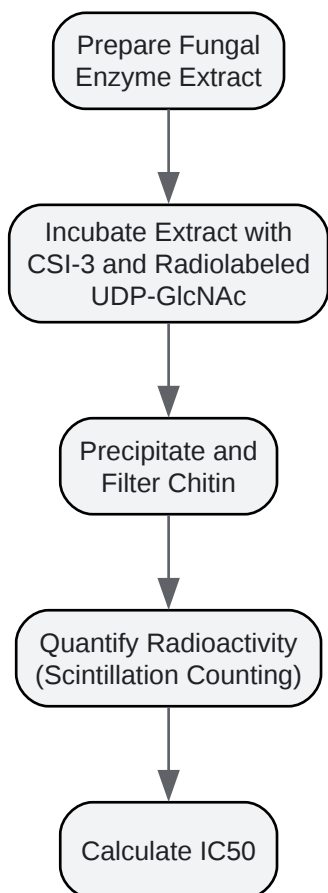 Prepare Fungal
Enzyme Extract
Incubate Extract with
CSI-3 and Radiolabeled
UDP-GlcNAc
Precipitate and
Filter Chitin
Quantify Radioactivity
(Scintillation Counting)
Calculate IC50